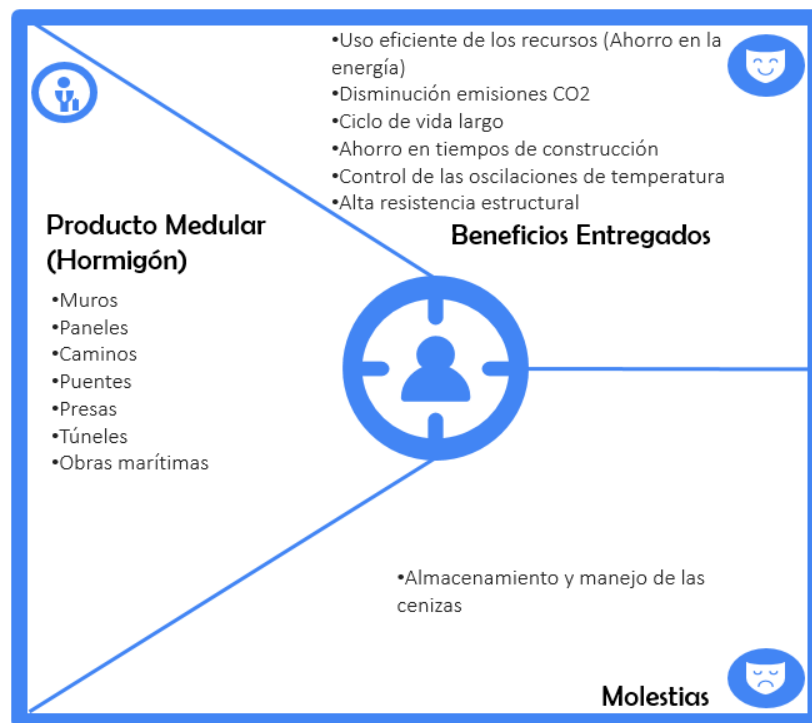 •Uso eficiente de los recursos (Ahorro en la
energía)
•Disminución emisiones CO2
•Ciclo de vida largo
•Ahorro en tiempos de construcción
•Control de las oscilaciones de temperatura
•Alta resistencia estructural
Beneficios Entregados
Producto Medular
(Hormigón)
•Muros
•Paneles
•Caminos
•Puentes
•Presas
•Túneles
•Obras marítimas
•Almacenamiento y manejo de las
cenizas
Molestias